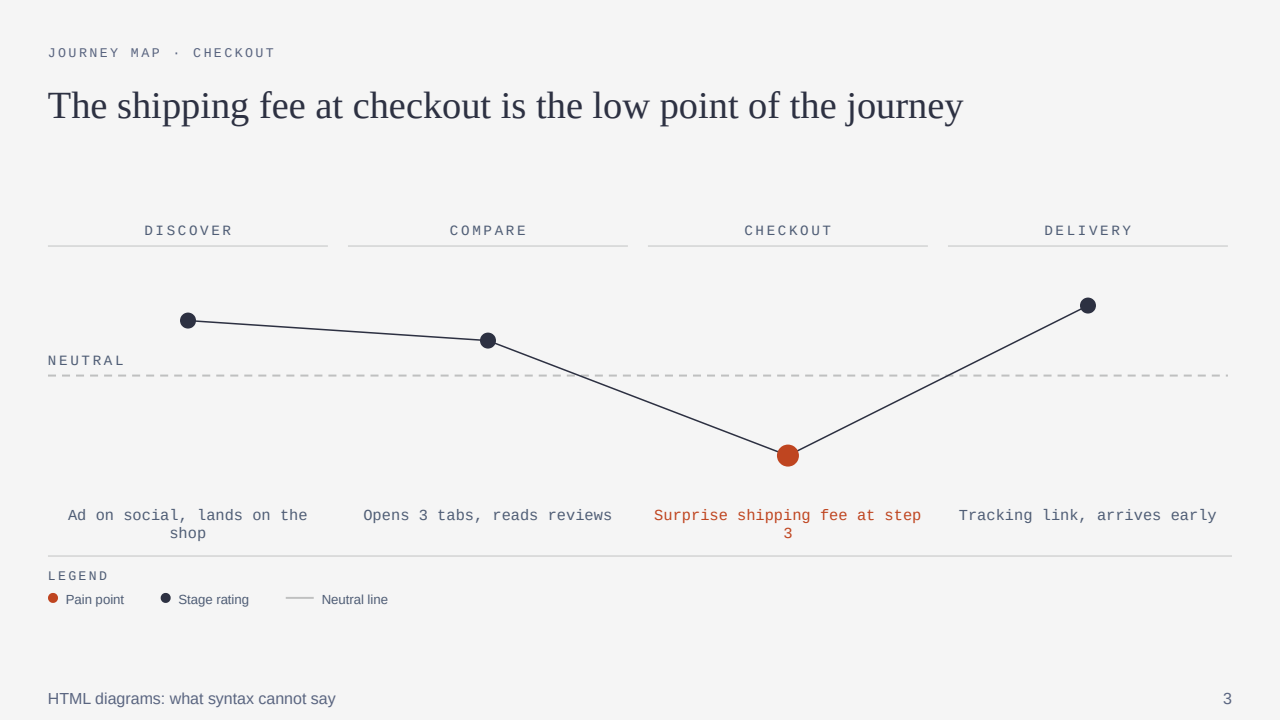 JOURNEY MAP · CHECKOUT
The shipping fee at checkout is the low point of the journey
DISCOVER
COMPARE
CHECKOUT
DELIVERY
NEUTRAL
Ad on social, lands on the
shop
Opens 3 tabs, reads reviews
Surprise shipping fee at step
3
Tracking link, arrives early
LEGEND
Pain point
Stage rating
Neutral line
HTML diagrams: what syntax cannot say
3